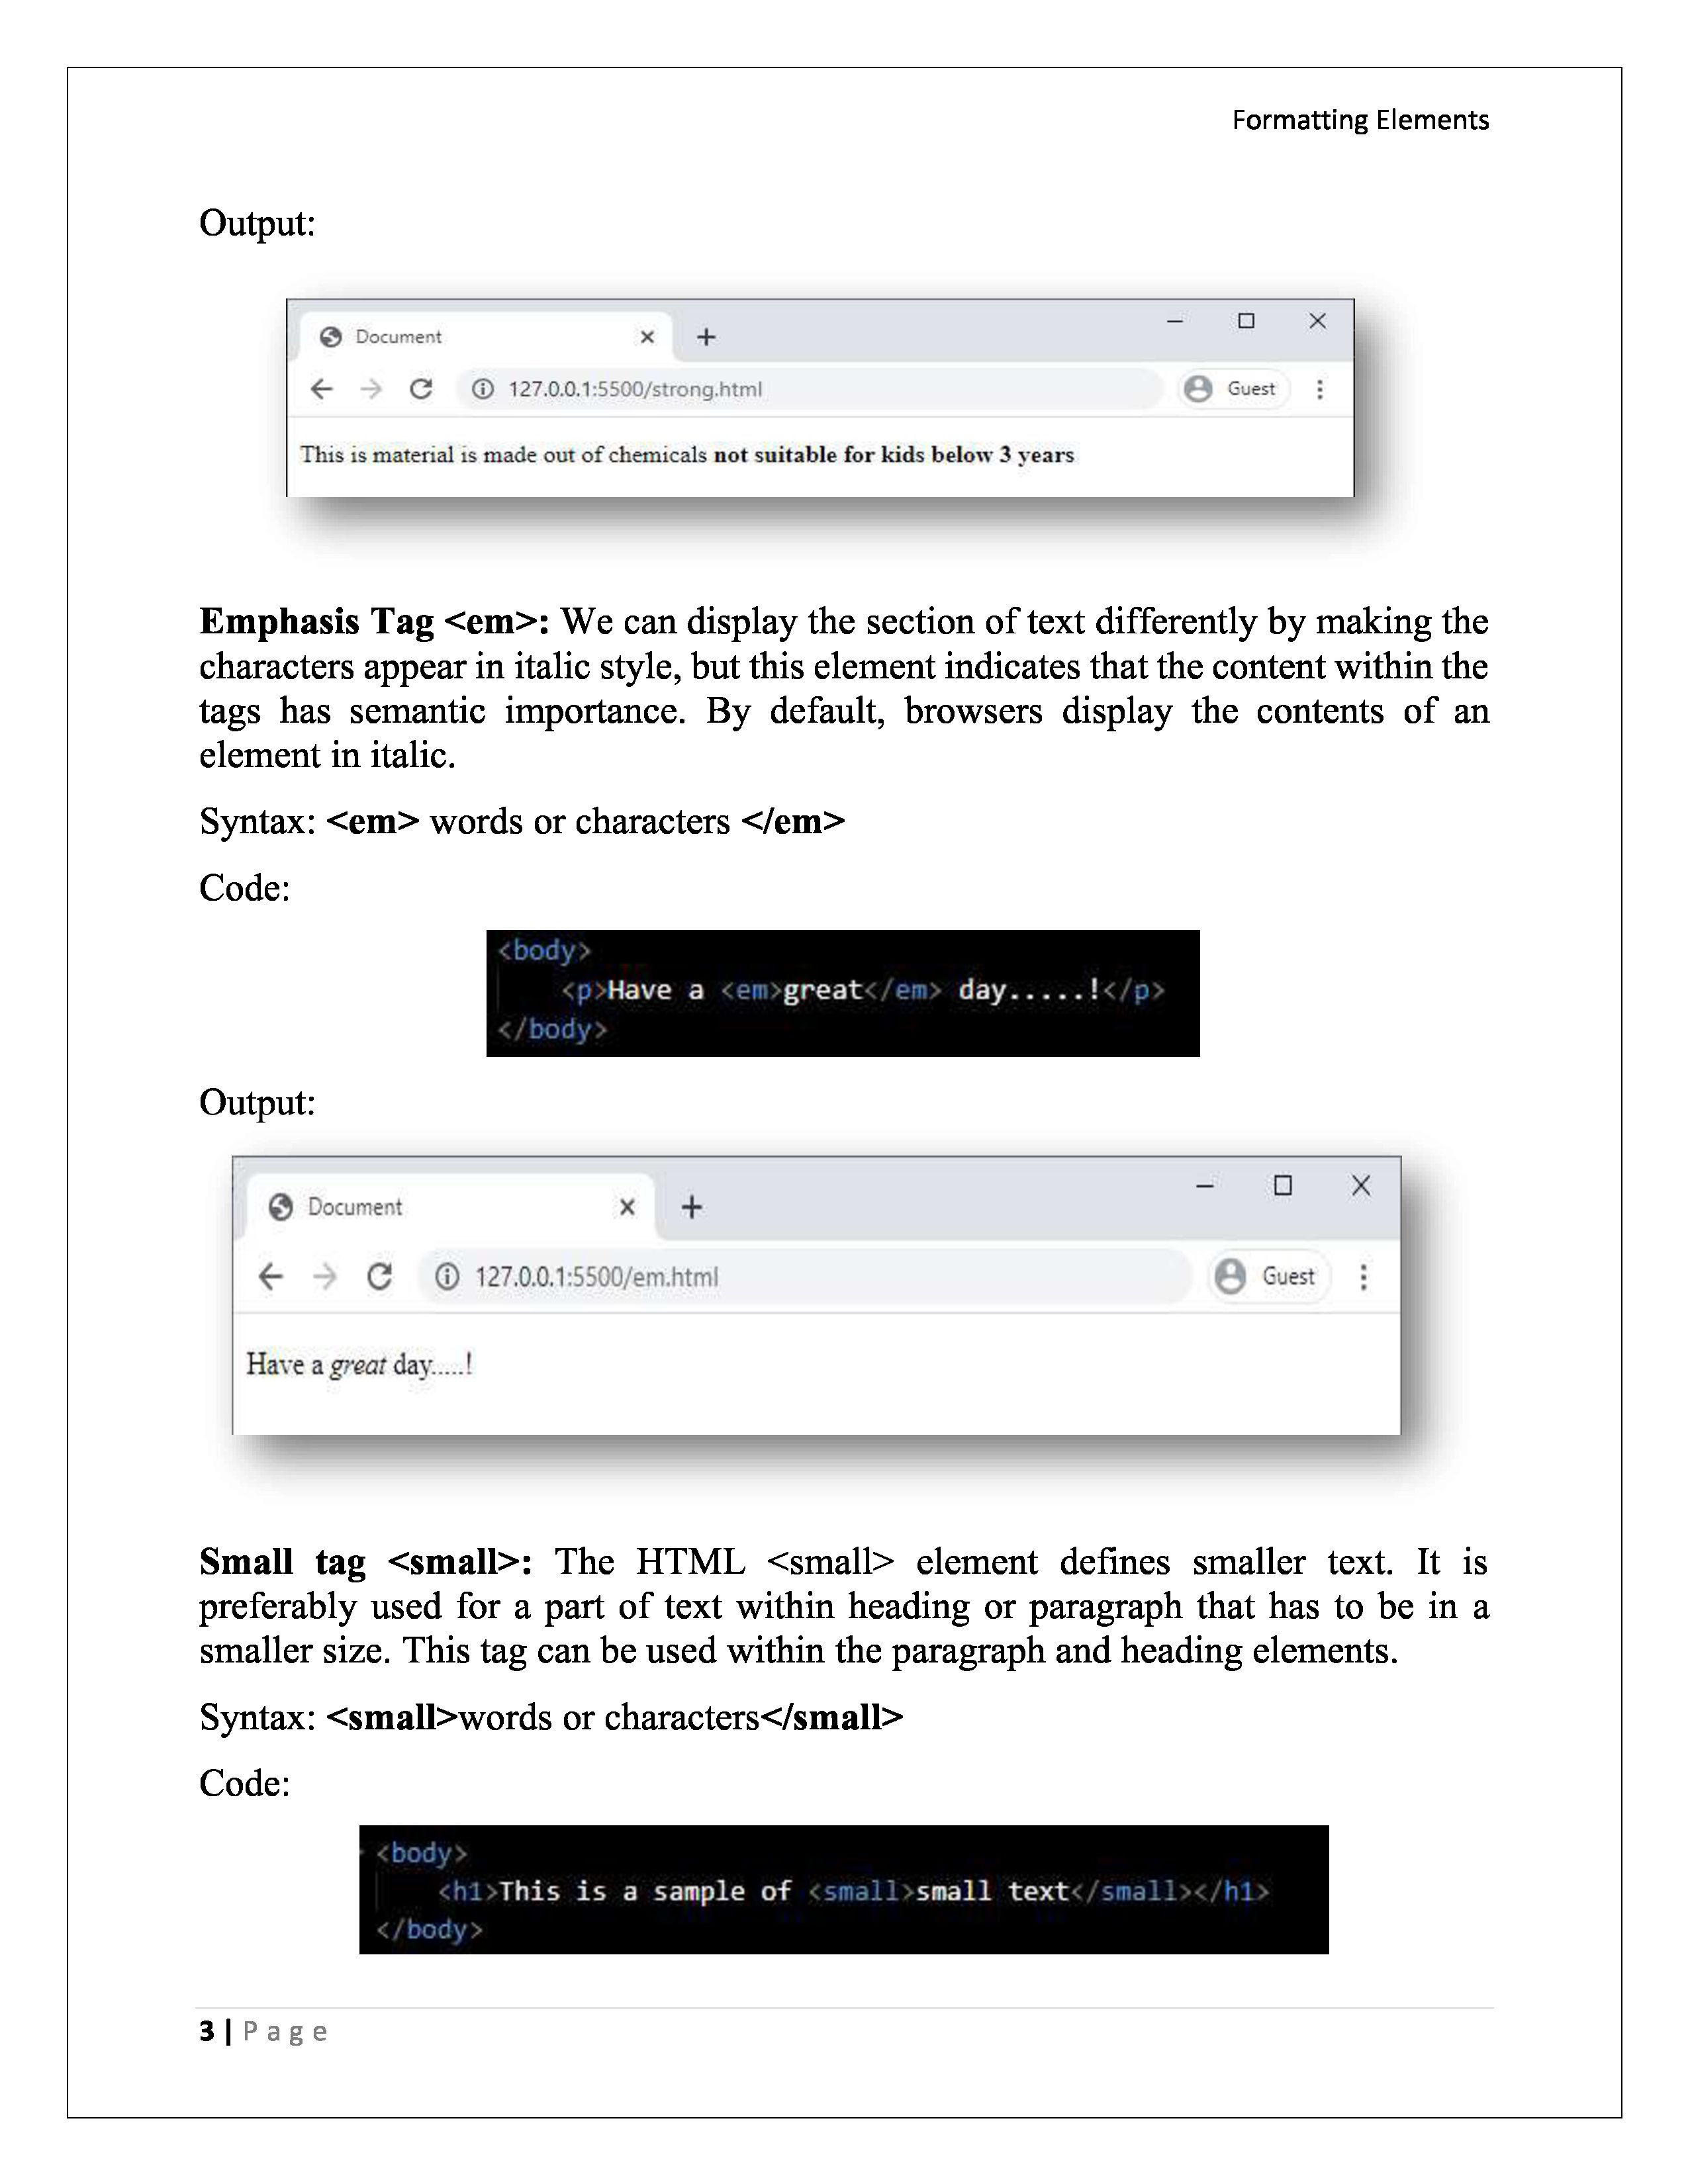 Formatting Elements
Output:
Document
127.0.0.1:5500/strong.html
Guest
This is material is made out of chemicals not suitable for kids below 3 years
Emphasis Tag <em>: We can display the section of text differently by making the
characters appear in italic style, but this element indicates that the content within the
tags has semantic importance. By default, browsers display the contents of an
element in italic.
Syntax: <em> words or characters </em>
Code:
<body>
<p>Have a <em>great</em> day.....!</p>
</body>
Output:
Document
127.0.0.1:5500/em.html
Guest
Have a great day.....!
Small tag <small>: The HTML <small> element defines smaller text. It is
preferably used for a part of text within heading or paragraph that has to be in a
smaller size. This tag can be used within the paragraph and heading elements.
Syntax: <small>words or characters</small>
Code:
<body>
<h1>This is a sample of <small>small text</small></h1>
</body>
3 | Page